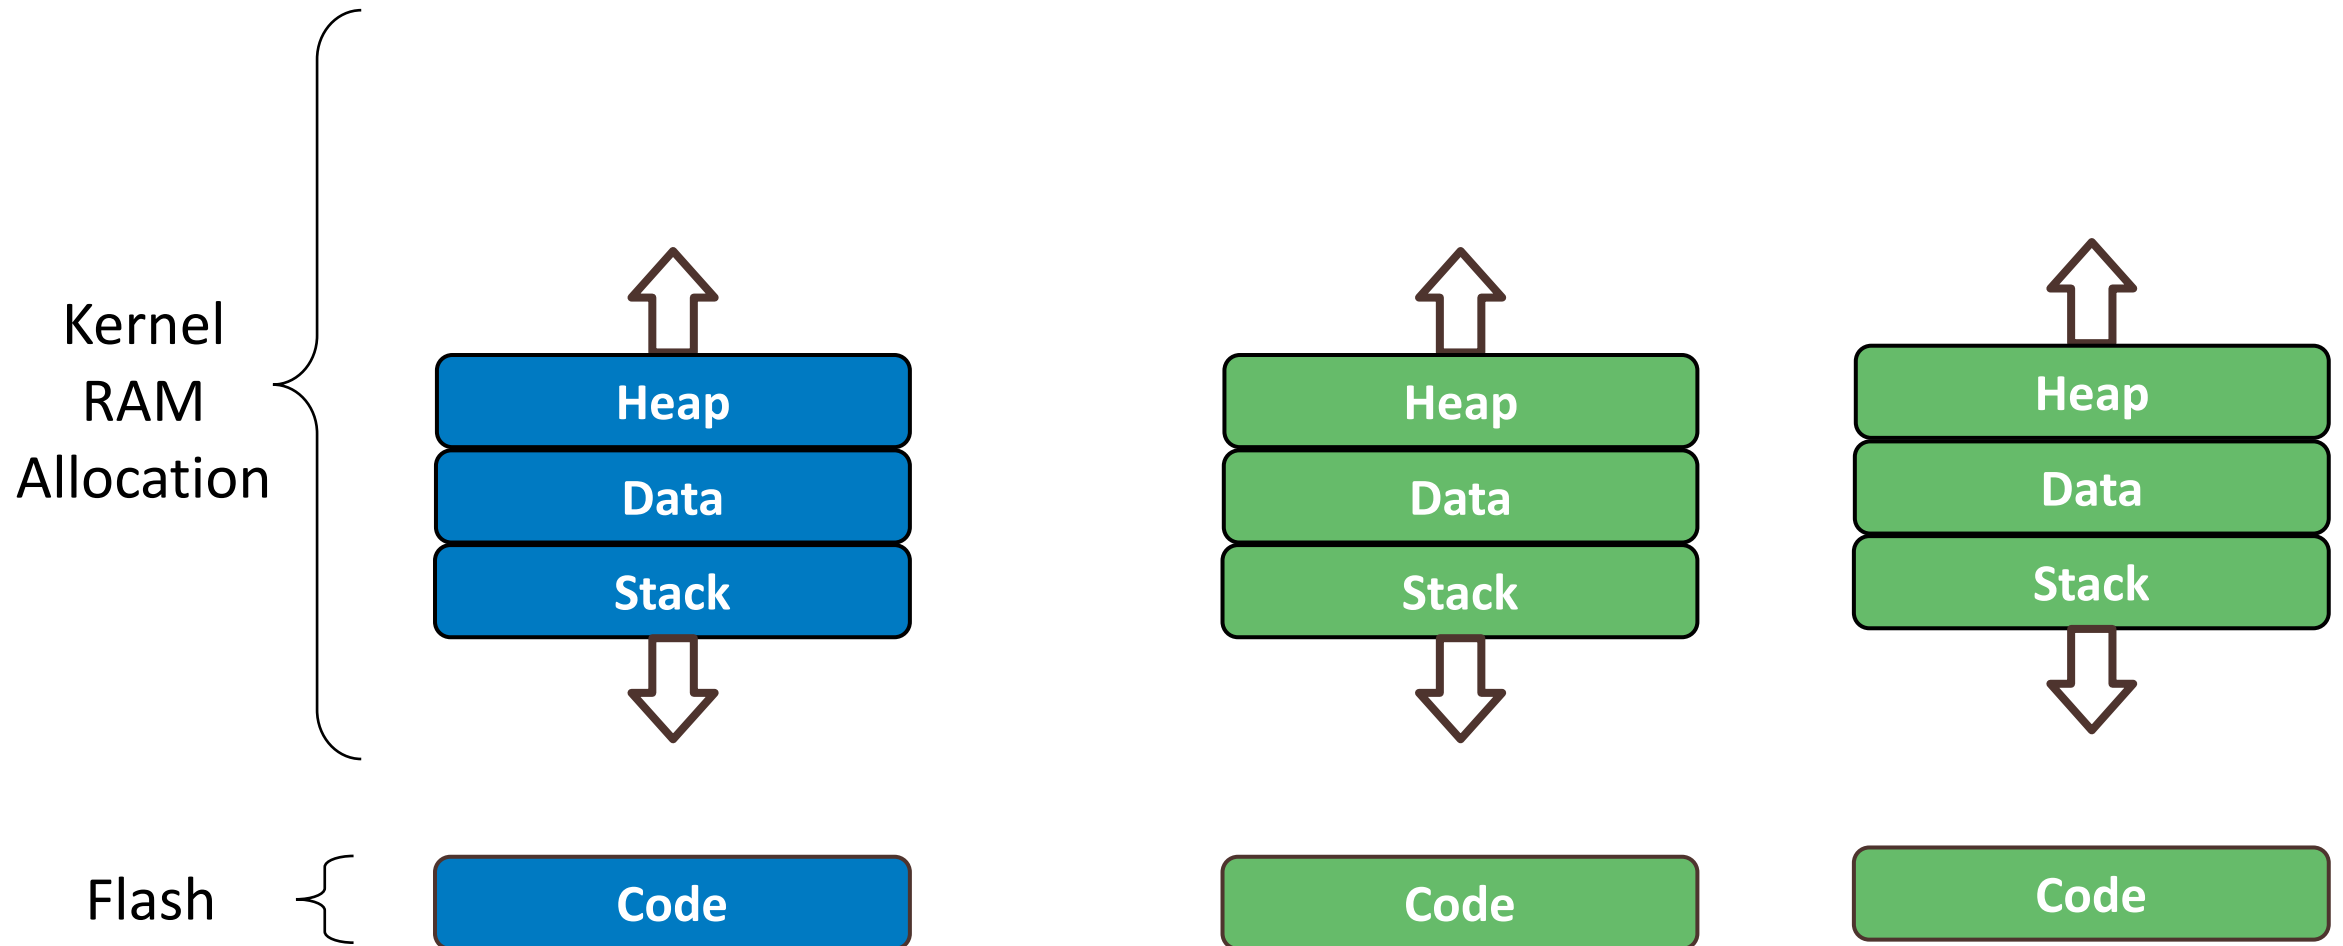 Kernel
RAM
Allocation
Heap
Data
Stack
Heap
Data
Stack
Heap
Data
Stack
Flash
Code
Code
Code